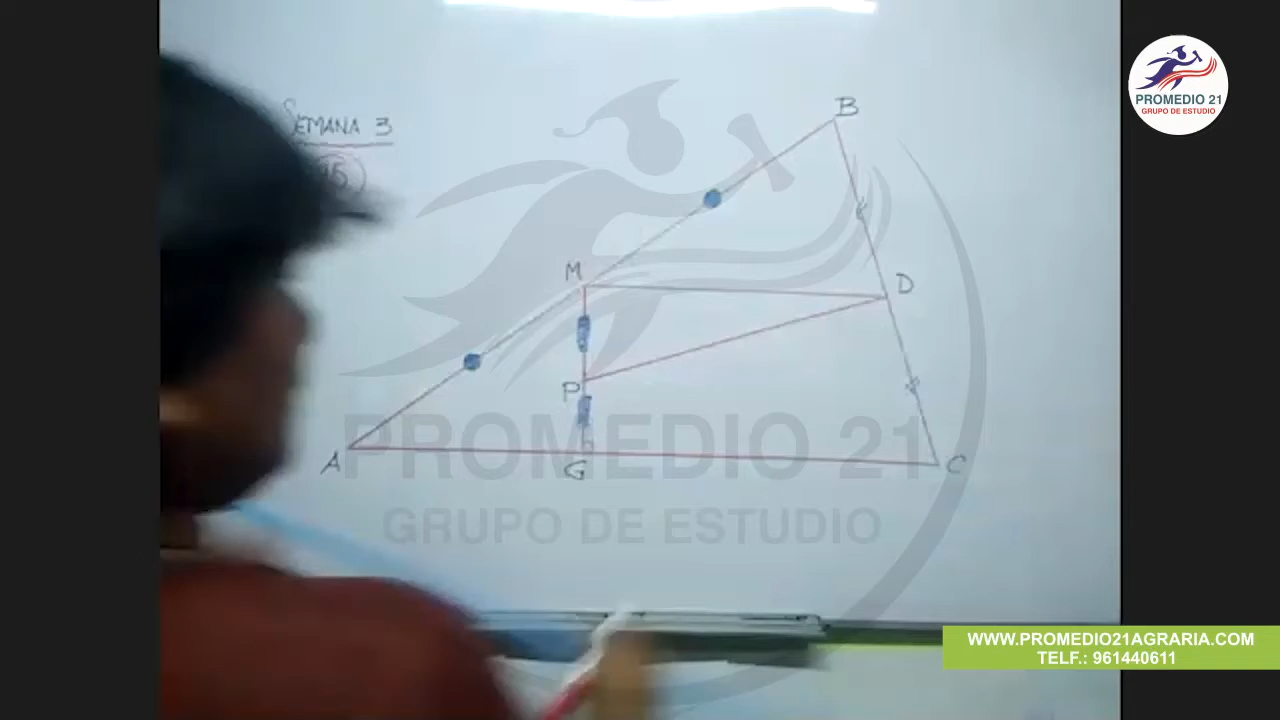 SEMANA 3
B
M
D
P
A
G
C
PROMEDIO 21
GRUPO DE ESTUDIO
PROMEDIO 21
GRUPO DE ESTUDIO
WWW.PROMEDIO21AGRARIA.COM
TELF.: 961440611